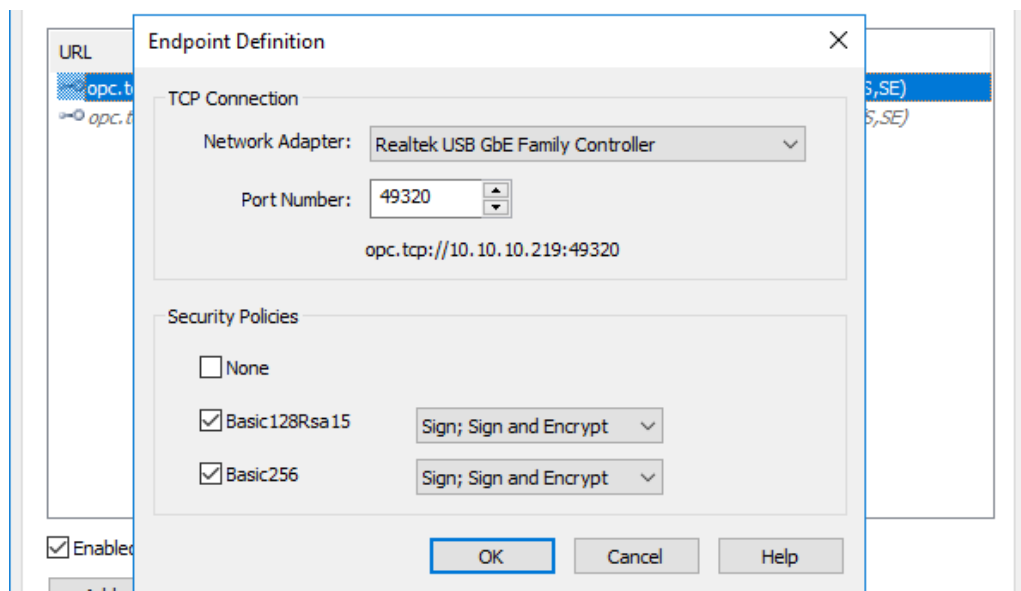 Endpoint Definition
URL
opc.t
S,SE)
opc.t
S,SE)
TCP Connection
Network Adapter: Realtek USB GbE Family Controller
Port Number: 49320
opc.tcp://10.10.10.219:49320
Security Policies
None
Basic128Rsa15 Sign; Sign and Encrypt
Basic256 Sign; Sign and Encrypt
Enabled
OK Cancel Help